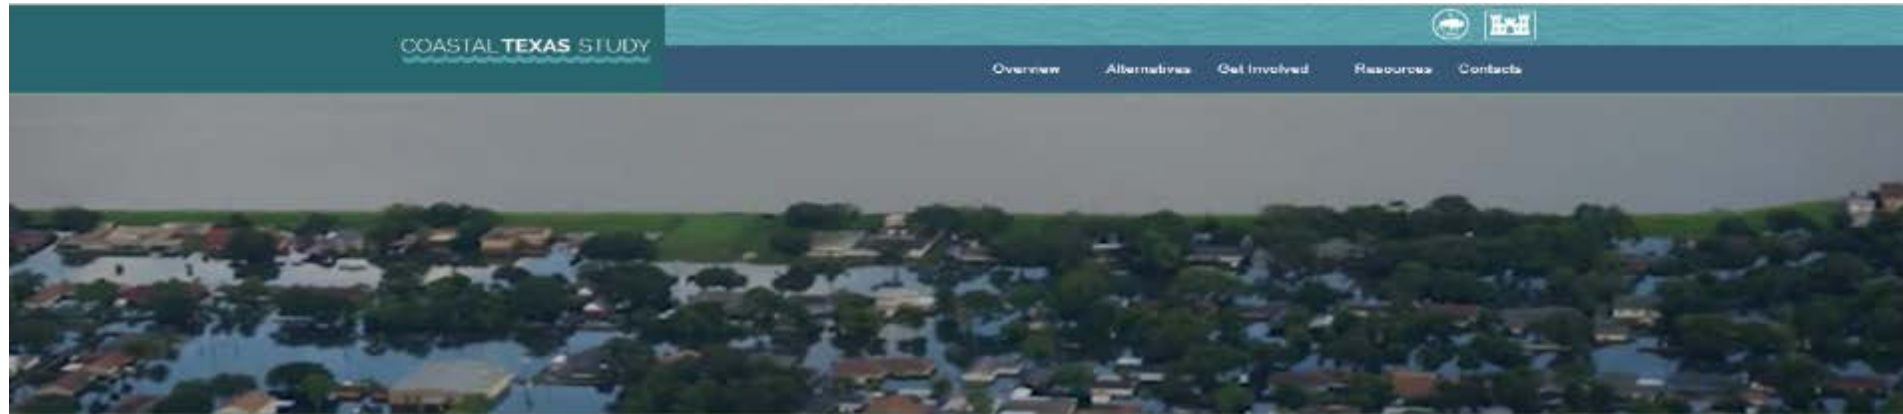 COASTAL TEXAS STUDY
Overview Alternatives Get Involved Resources Contacts